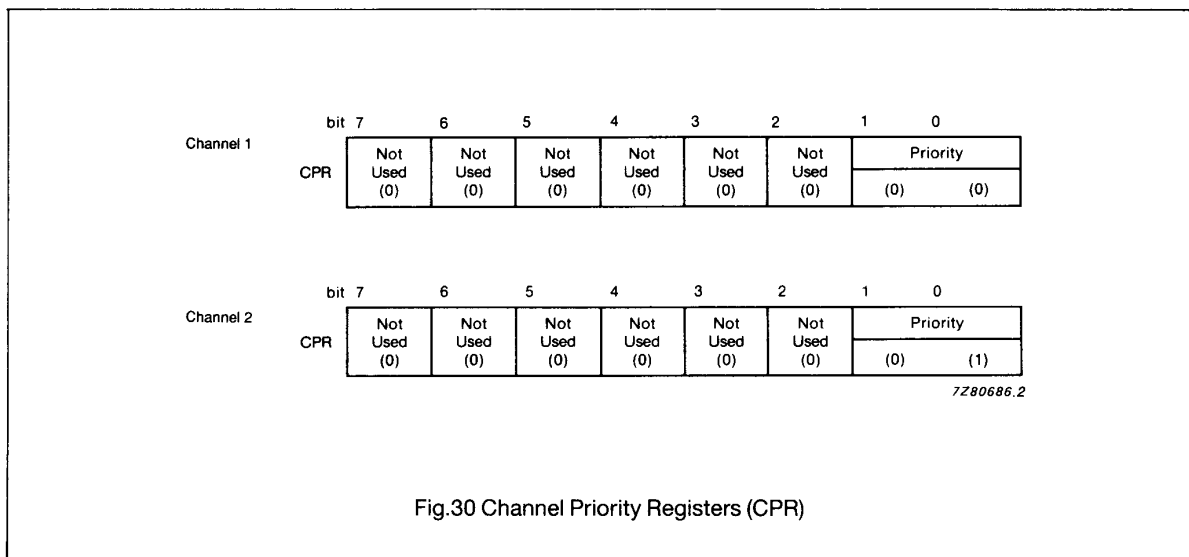 bit 7 6 5 4 3 2 1 0
Channel 1
CPR
Not Used (0) Not Used (0) Not Used (0) Not Used (0) Not Used (0) Not Used (0) Priority
(0) (0)
bit 7 6 5 4 3 2 1 0
Channel 2
CPR
Not Used (0) Not Used (0) Not Used (0) Not Used (0) Not Used (0) Not Used (0) Priority
(0) (1)
7Z80686.2
Fig.30 Channel Priority Registers (CPR)